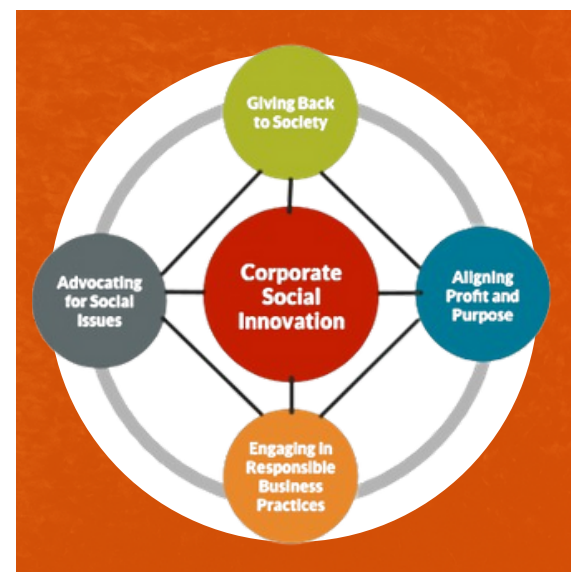 Giving Back
to Society
Advocating
for Social
Issues
Corporate
Social
Innovation
Aligning
Profit and
Purpose
Engaging in
Responsible
Business
Practices